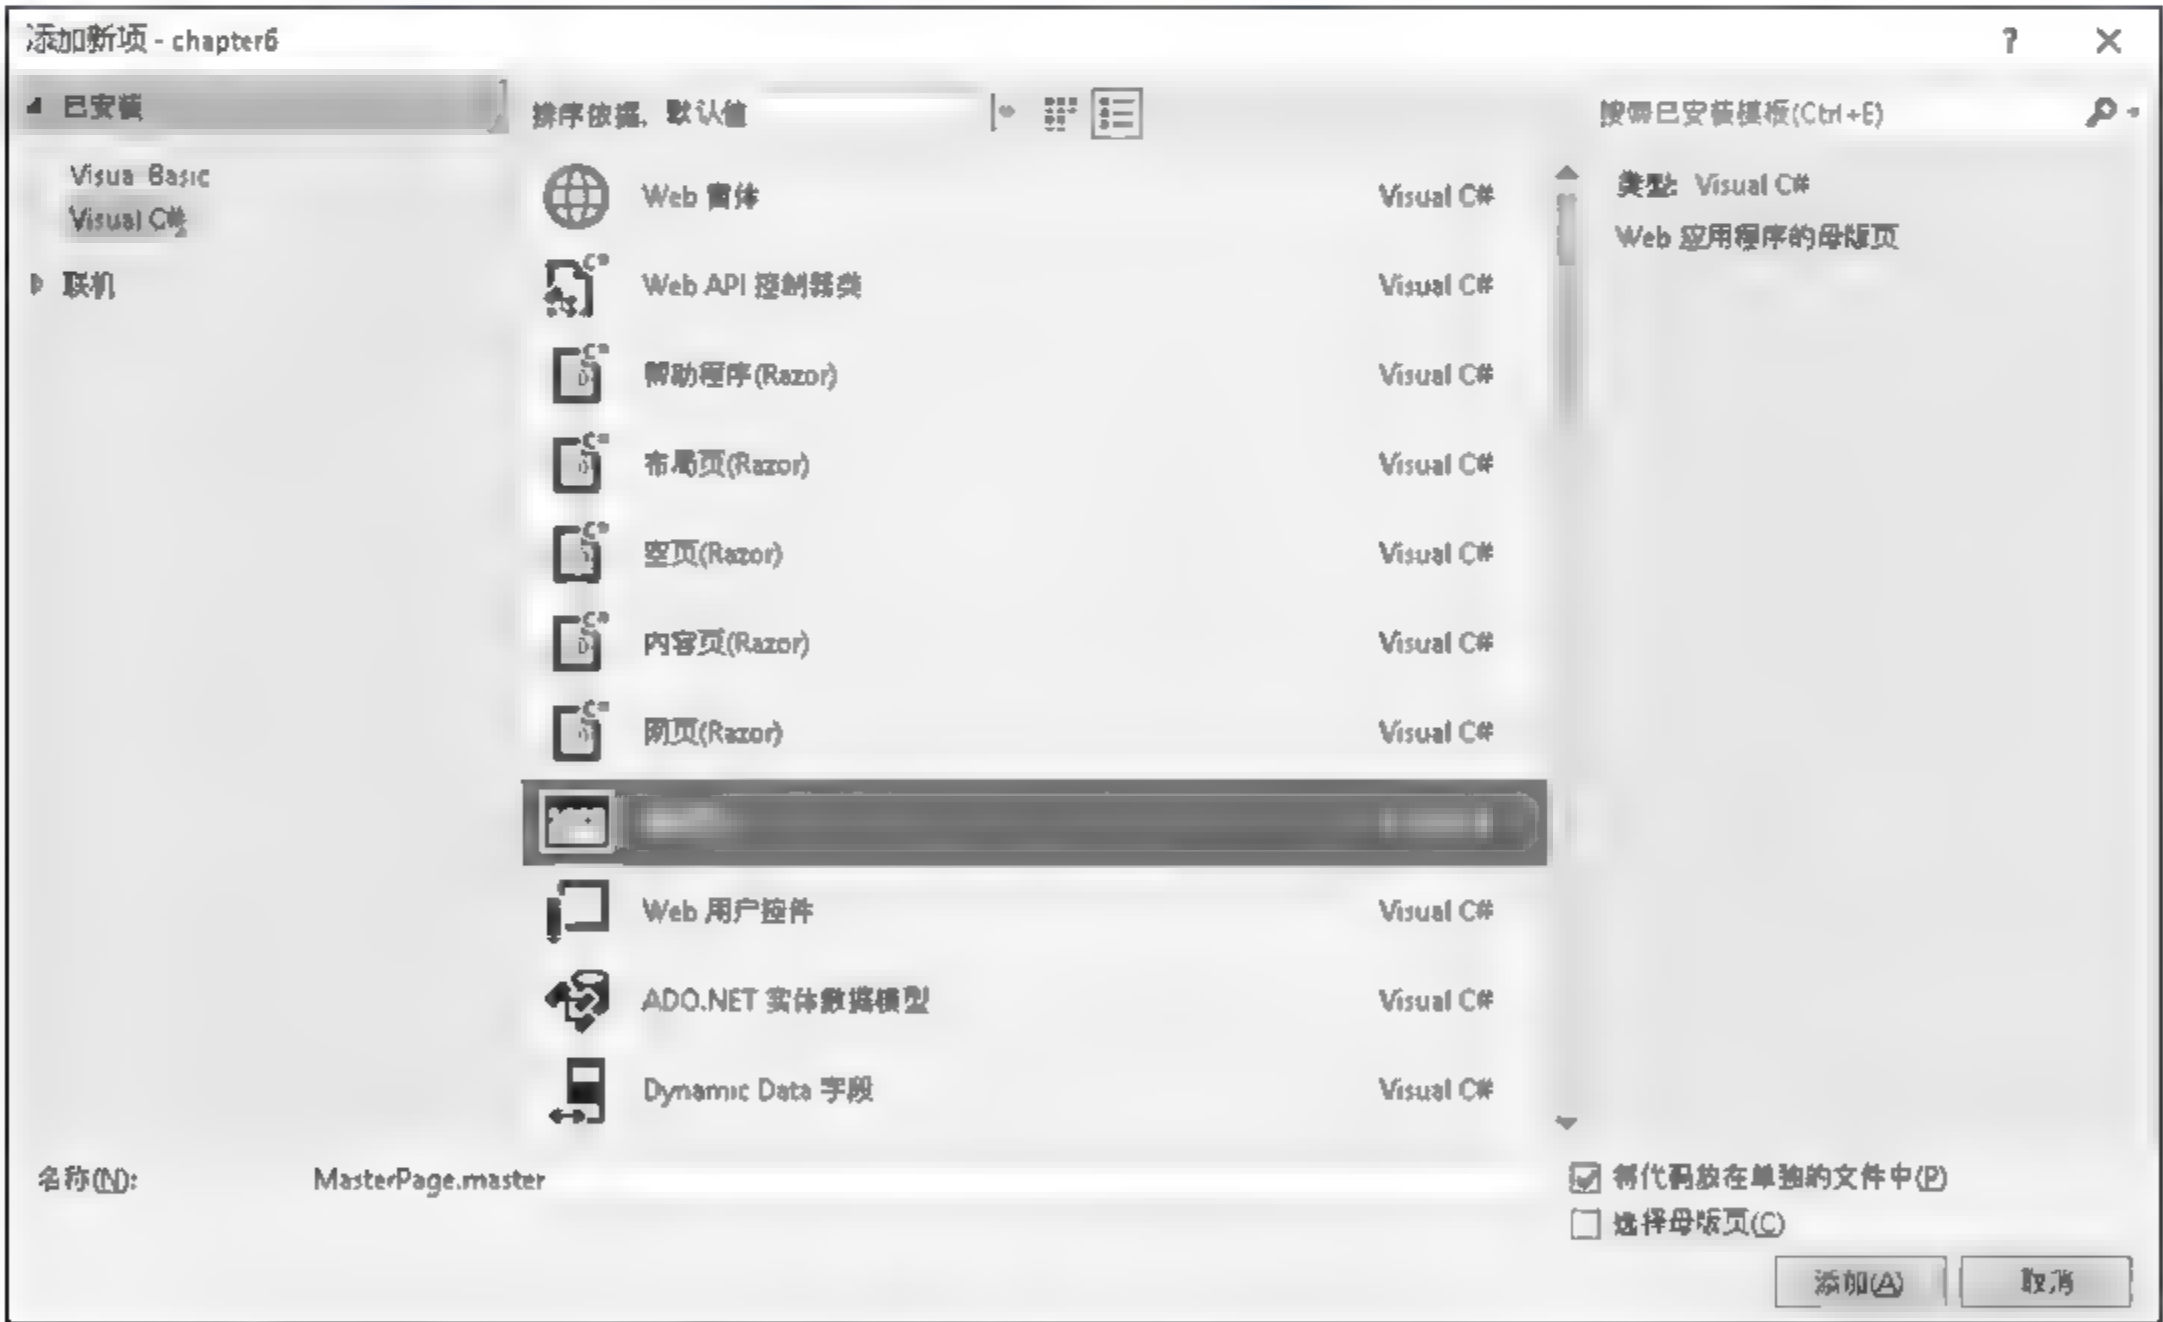 添加新项 - chapter6
?
已安装
排序依据: 默认值
搜索已安装模板(Ctrl+E)
Visual Basic
Visual C#
联机
Web 窗体 Visual C#
Web API 控制器类 Visual C#
帮助程序(Razor) Visual C#
布局页(Razor) Visual C#
空页(Razor) Visual C#
内容页(Razor) Visual C#
网页(Razor) Visual C#
Web 用户控件 Visual C#
ADO.NET 实体数据模型 Visual C#
Dynamic Data 字段 Visual C#
类型: Visual C#
Web 应用程序的母版页
名称(N): MasterPage.master
将代码放在单独的文件中(P)
选择母版页(C)
添加(A) 取消